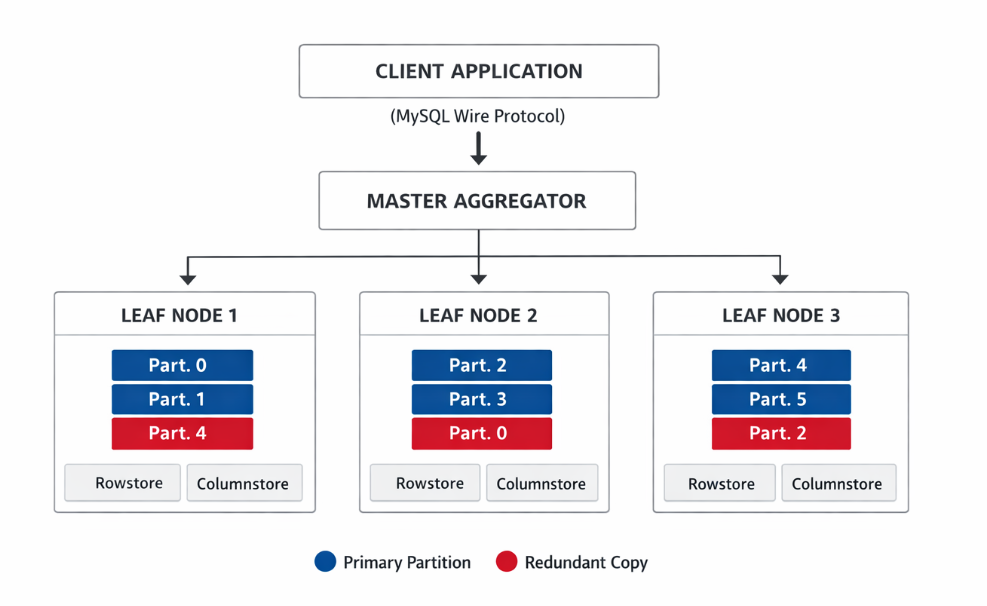 CLIENT APPLICATION
(MySQL Wire Protocol)
MASTER AGGREGATOR
LEAF NODE 1
Part. 0
Part. 1
Part. 4
Rowstore
Columnstore
LEAF NODE 2
Part. 2
Part. 3
Part. 0
Rowstore
Columnstore
LEAF NODE 3
Part. 4
Part. 5
Part. 2
Rowstore
Columnstore
Primary Partition
Redundant Copy